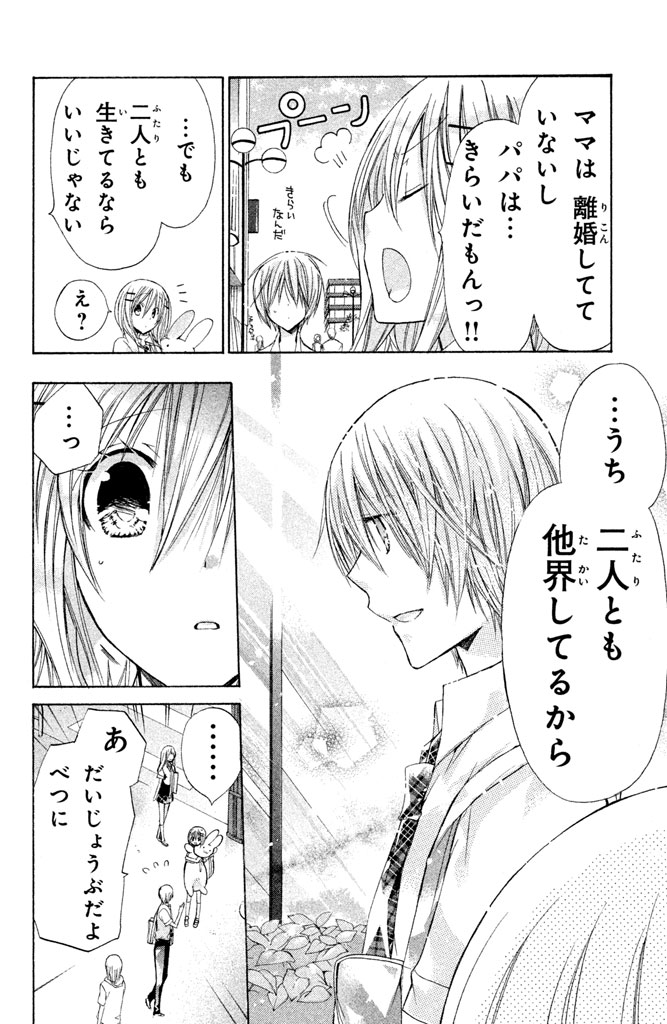 ママは離婚してて
いないし
パパは…
きらいだもんっ!!
プーン
きらい
なんだ
…でも
二人とも
生きてるなら
いいじゃない
え?
…うち
二人とも
他界してるから
…っ
……
あ
だいじょうぶだよ
べつに